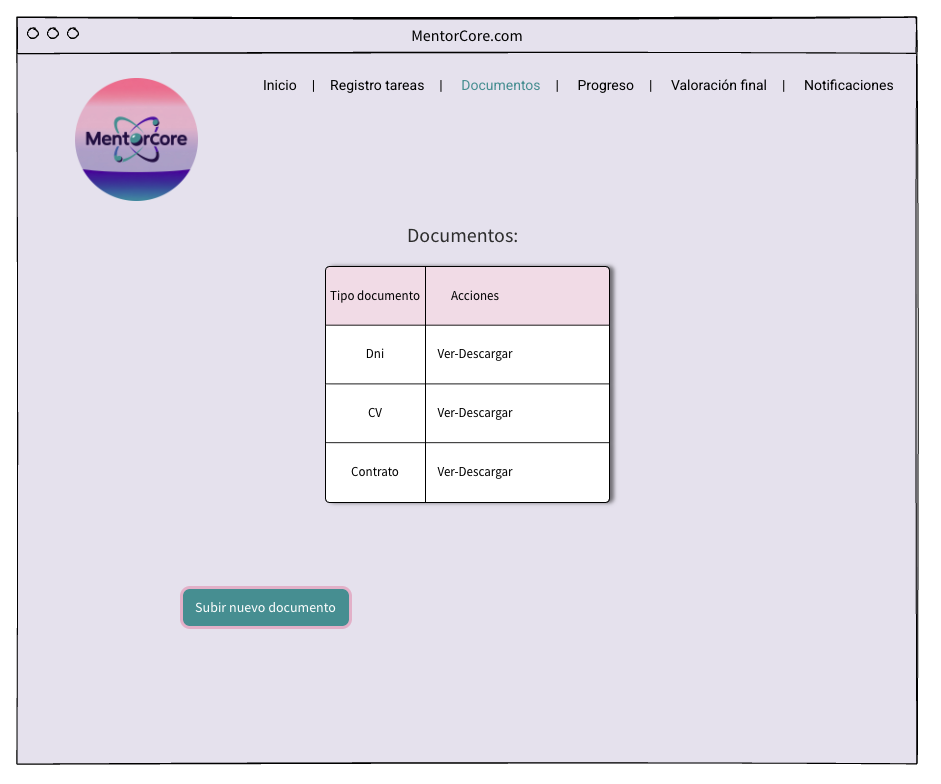 MentorCore.com
Inicio | Registro tareas | Documentos | Progreso | Valoración final | Notificaciones
Mentorcore
Documentos:
Tipo documento Acciones
Dni Ver-Descargar
CV Ver-Descargar
Contrato Ver-Descargar
Subir nuevo documento